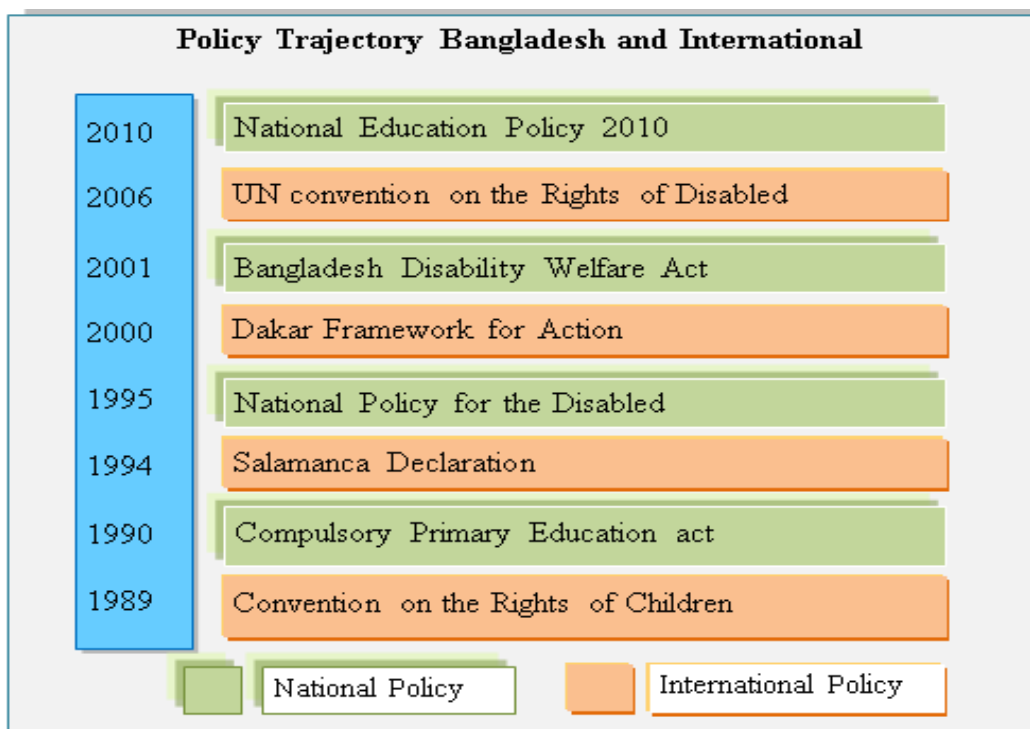 Policy Trajectory Bangladesh and International
2010 National Education Policy 2010
2006 UN convention on the Rights of Disabled
2001 Bangladesh Disability Welfare Act
2000 Dakar Framework for Action
1995 National Policy for the Disabled
1994 Salamanca Declaration
1990 Compulsory Primary Education act
1989 Convention on the Rights of Children
National Policy International Policy